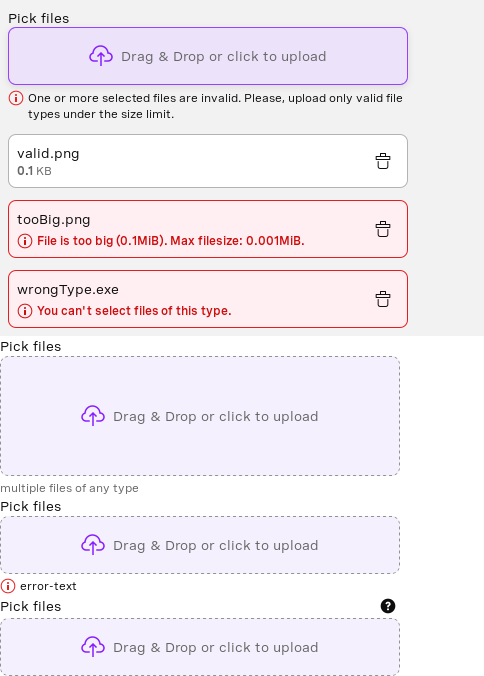 Pick files
Drag & Drop or click to upload
One or more selected files are invalid. Please, upload only valid file
types under the size limit.
valid.png
0.1 KB
tooBig.png
File is too big (0.1MiB). Max filesize: 0.001MiB.
wrongType.exe
You can't select files of this type.
Pick files
Drag & Drop or click to upload
multiple files of any type
Pick files
Drag & Drop or click to upload
error-text
Pick files
?
Drag & Drop or click to upload